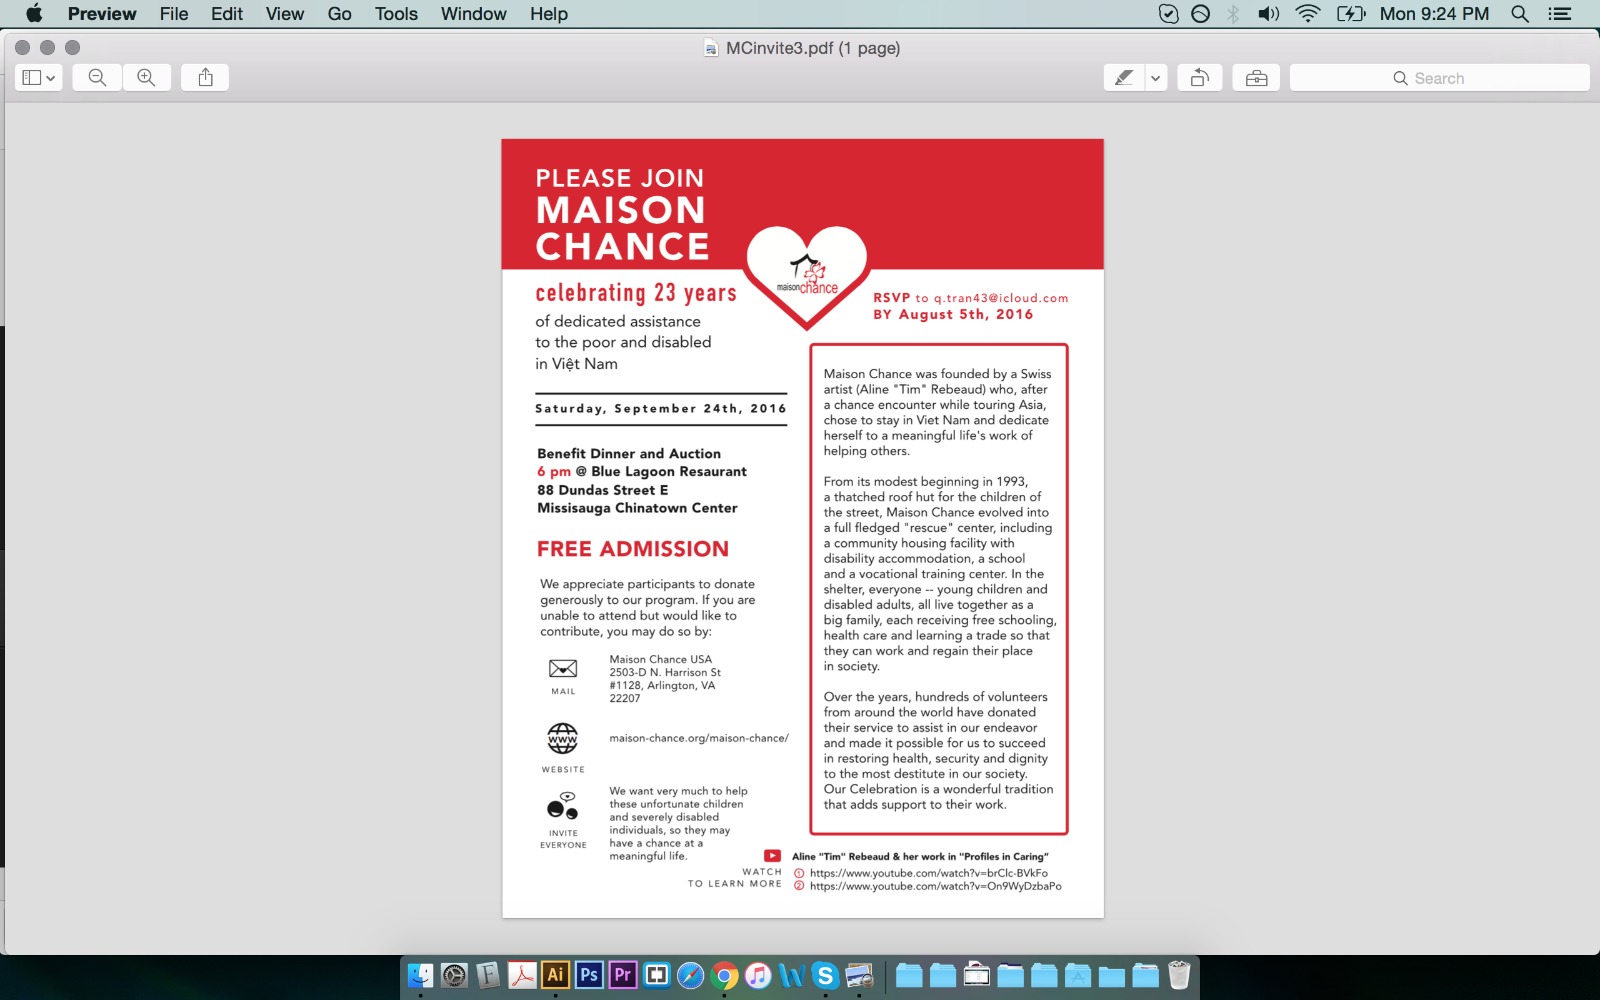 Preview File Edit View Go Tools Window Help
Mon 9:24 PM
MCinvite3.pdf (1 page)
Search
PLEASE JOIN
MAISON
CHANCE
maisonchance
celebrating 23 years
of dedicated assistance
to the poor and disabled
in Việt Nam
RSVP to q.tran43@icloud.com
BY August 5th, 2016
Saturday, September 24th, 2016
Benefit Dinner and Auction
6 pm @ Blue Lagoon Resaurant
88 Dundas Street E
Missisauga Chinatown Center
FREE ADMISSION
We appreciate participants to donate
generously to our program. If you are
unable to attend but would like to
contribute, you may do so by:
MAIL
Maison Chance USA
2503-D N. Harrison St
#1128, Arlington, VA
22207
WWW
WEBSITE
maison-chance.org/maison-chance/
INVITE
EVERYONE
We want very much to help
these unfortunate children
and severely disabled
individuals, so they may
have a chance at a
meaningful life.
Maison Chance was founded by a Swiss
artist (Aline "Tim" Rebeaud) who, after
a chance encounter while touring Asia,
chose to stay in Viet Nam and dedicate
herself to a meaningful life's work of
helping others.
From its modest beginning in 1993,
a thatched roof hut for the children of
the street, Maison Chance evolved into
a full fledged "rescue" center, including
a community housing facility with
disability accommodation, a school
and a vocational training center. In the
shelter, everyone -- young children and
disabled adults, all live together as a
big family, each receiving free schooling,
health care and learning a trade so that
they can work and regain their place
in society.
Over the years, hundreds of volunteers
from around the world have donated
their service to assist in our endeavor
and made it possible for us to succeed
in restoring health, security and dignity
to the most destitute in our society.
Our Celebration is a wonderful tradition
that adds support to their work.
WATCH
TO LEARN MORE
Aline "Tim" Rebeaud & her work in "Profiles in Caring"
1 https://www.youtube.com/watch?v=brClc-BVkFo
2 https://www.youtube.com/watch?v=On9WyDzbaPo
F Ai Ps Pr W S